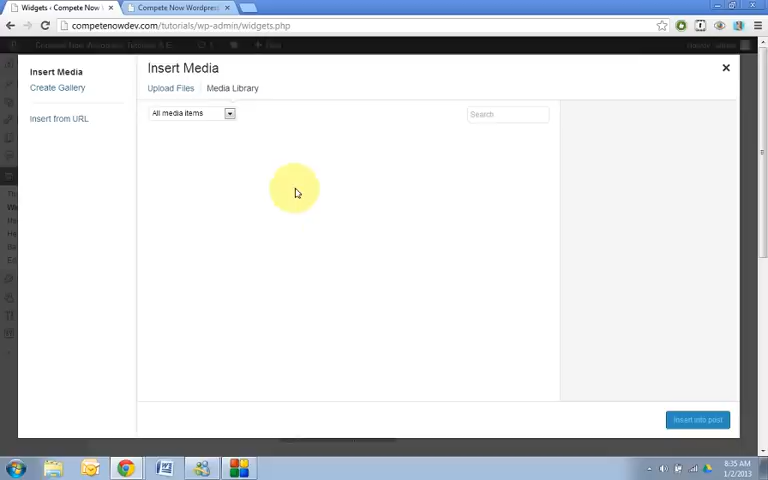 Widgets ‹ Compete Now W
Compete Now Wordpress
competenowdev.com/tutorials/wp-admin/widgets.php
Insert Media
Create Gallery
Insert from URL
Insert Media
Upload Files
Media Library
All media items
Search
Insert into post
8:35 AM
1/2/2013